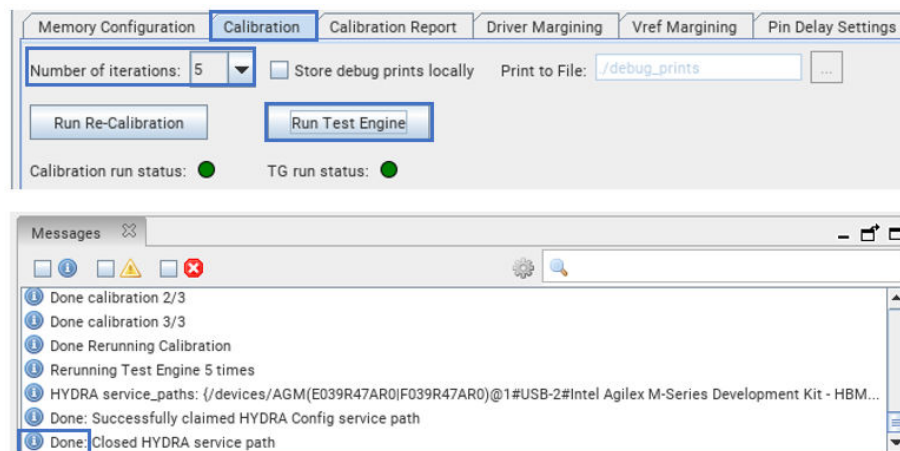 Memory Configuration Calibration Calibration Report Driver Margining Vref Margining Pin Delay Settings
Number of iterations: 5 Store debug prints locally Print to File: ./debug_prints ...
Run Re-Calibration Run Test Engine
Calibration run status: TG run status:
Messages
Done calibration 2/3
Done calibration 3/3
Done Rerunning Calibration
Rerunning Test Engine 5 times
HYDRA service_paths: {/devices/AGM(E039R47AR0|F039R47AR0)@1#USB-2#Intel Agilex M-Series Development Kit - HBM...
Done: Successfully claimed HYDRA Config service path
Done: Closed HYDRA service path